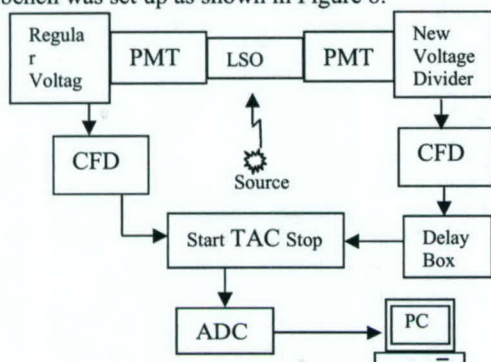 bench was set up as shown in Figure 8.
Regula
r
Voltag
PMT
LSO
PMT
New
Voltage
Divider
CFD
Source
CFD
Start TAC Stop
Delay
Box
ADC
PC